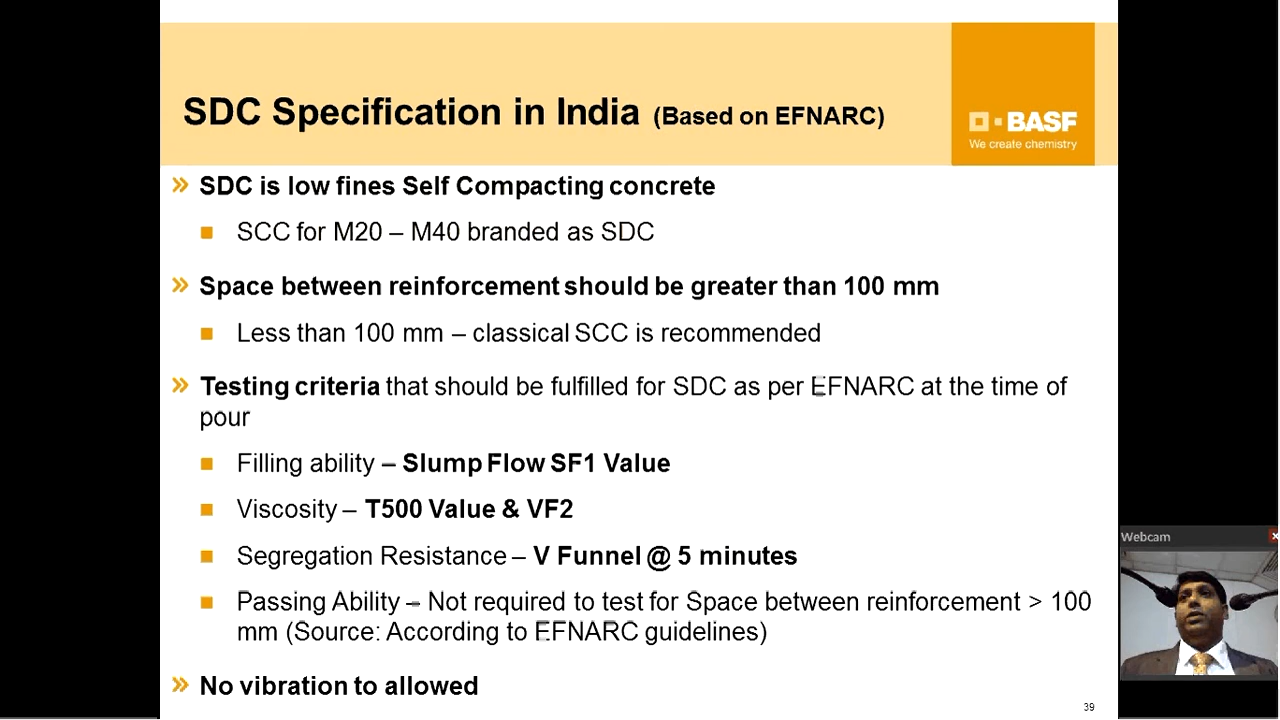 SDC Specification in India (Based on EFNARC)
BASF
We create chemistry
SDC is low fines Self Compacting concrete
SCC for M20 – M40 branded as SDC
Space between reinforcement should be greater than 100 mm
Less than 100 mm – classical SCC is recommended
Testing criteria that should be fulfilled for SDC as per EFNARC at the time of
pour
Filling ability – Slump Flow SF1 Value
Viscosity – T500 Value & VF2
Segregation Resistance – V Funnel @ 5 minutes
Passing Ability – Not required to test for Space between reinforcement > 100
mm (Source: According to EFNARC guidelines)
No vibration to allowed
39
Webcam